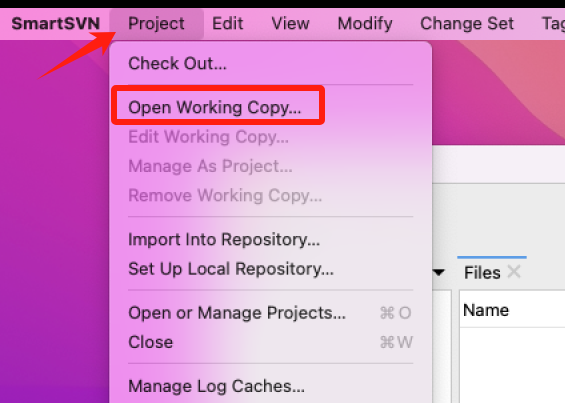 SmartSVN Project Edit View Modify Change Set Tag
Check Out...
Open Working Copy...
Edit Working Copy...
Manage As Project...
Remove Working Copy...
Import Into Repository...
Set Up Local Repository...
Files
Open or Manage Projects... ⌘O
Name
Close ⌘W
Manage Log Caches...